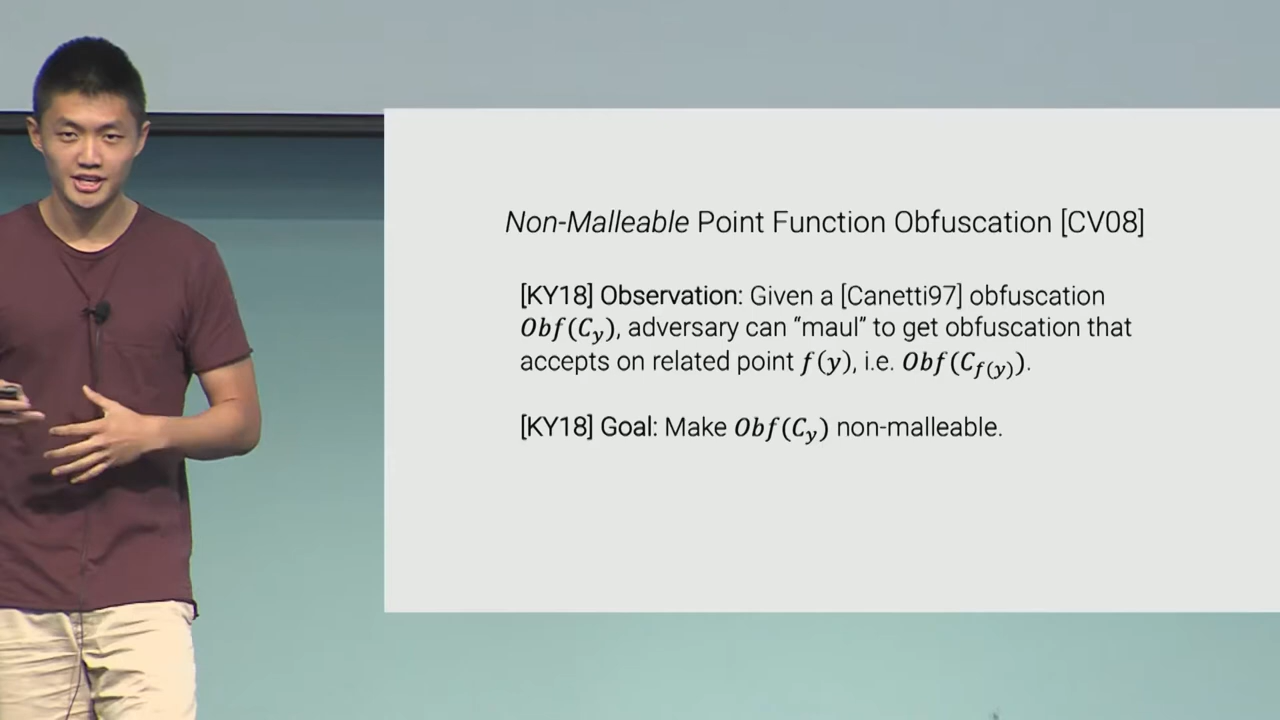 Non-Malleable Point Function Obfuscation [CV08]
[KY18] Observation: Given a [Canetti97] obfuscation
Obf(C_y), adversary can “maul” to get obfuscation that
accepts on related point f(y), i.e. Obf(C_{f(y)}).
[KY18] Goal: Make Obf(C_y) non-malleable.